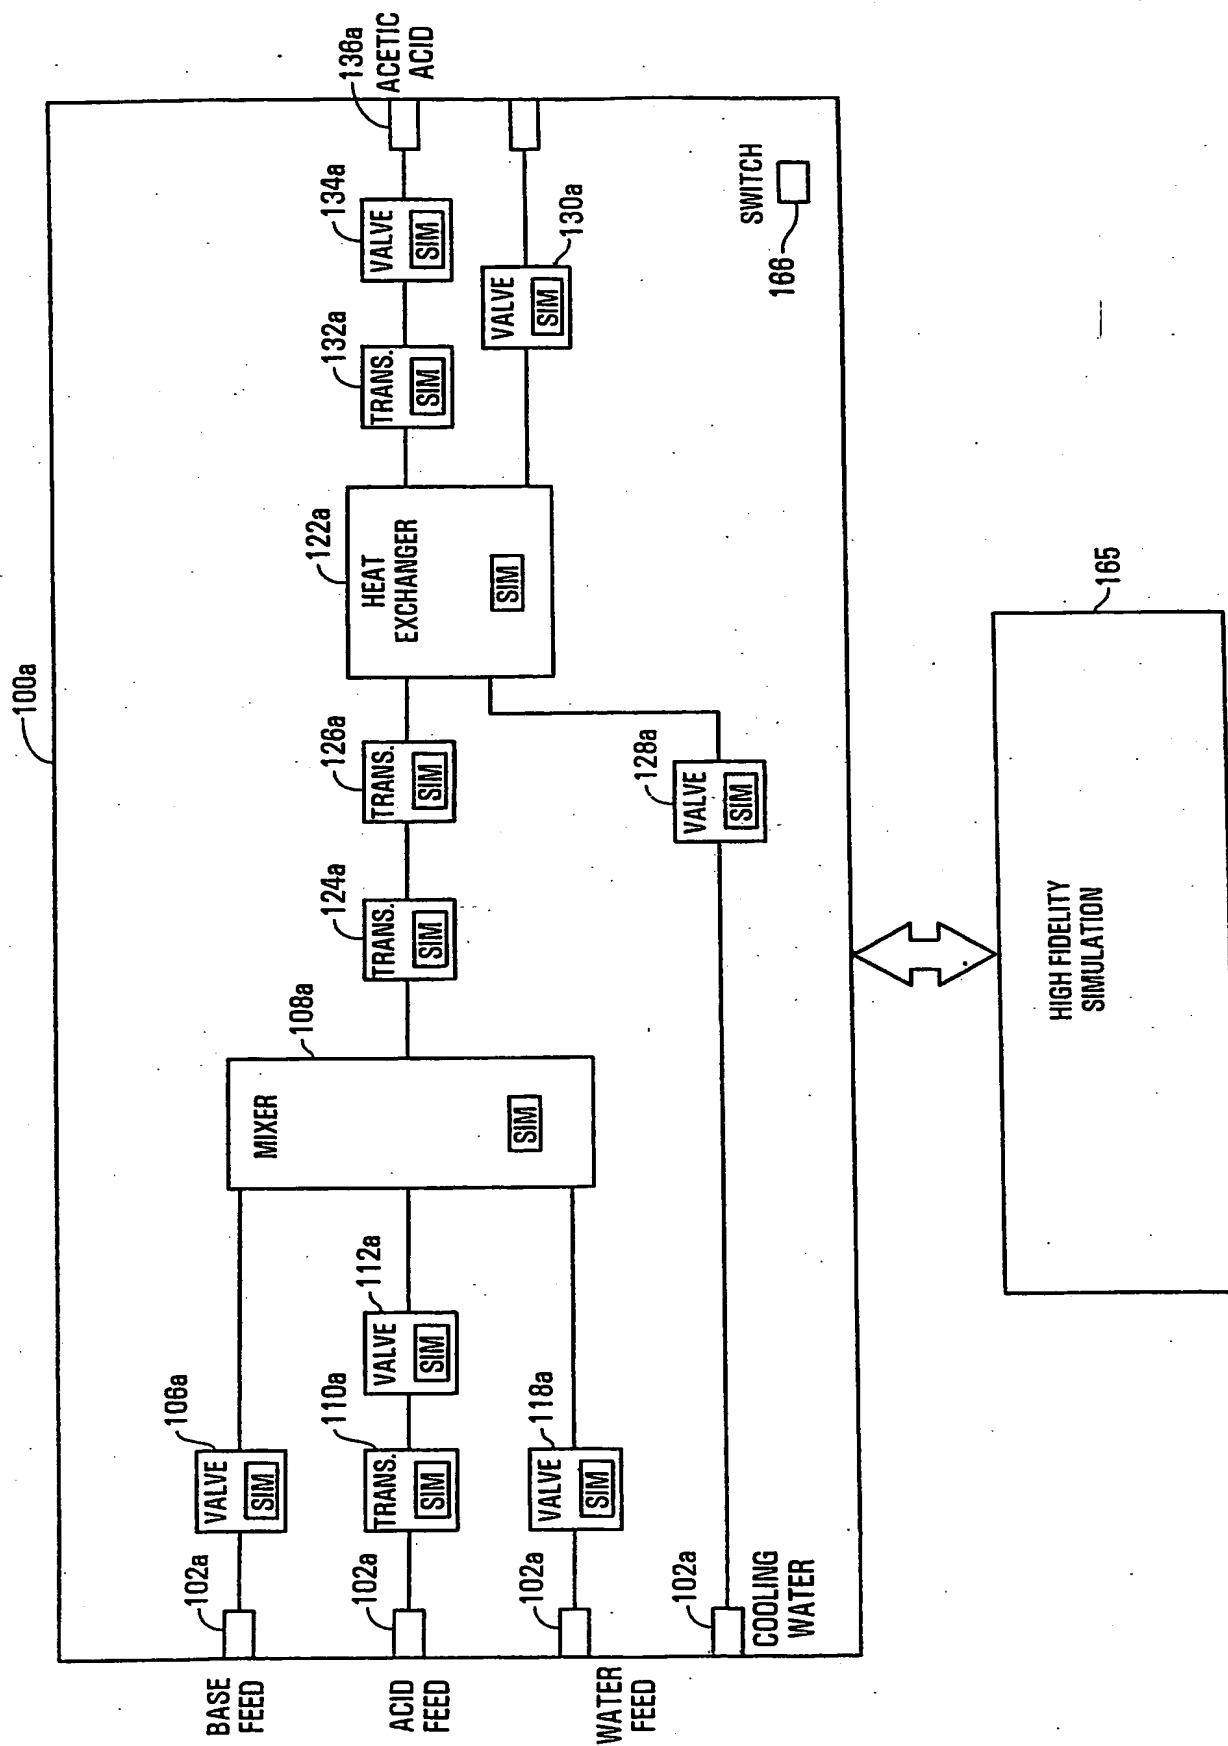 100a
136a
ACETIC
ACID
134a
VALVE
SIM
132a
TRANS.
SIM
VALVE
SIM
130a
SWITCH
166
122a
HEAT
EXCHANGER
SIM
126a
TRANS.
SIM
124a
TRANS.
SIM
128a
VALVE
SIM
108a
MIXER
SIM
112a
VALVE
SIM
106a
VALVE
SIM
110a
TRANS.
SIM
118a
VALVE
SIM
102a
102a
102a
102a
BASE
FEED
ACID
FEED
WATER
FEED
COOLING
WATER
165
HIGH FIDELITY
SIMULATION